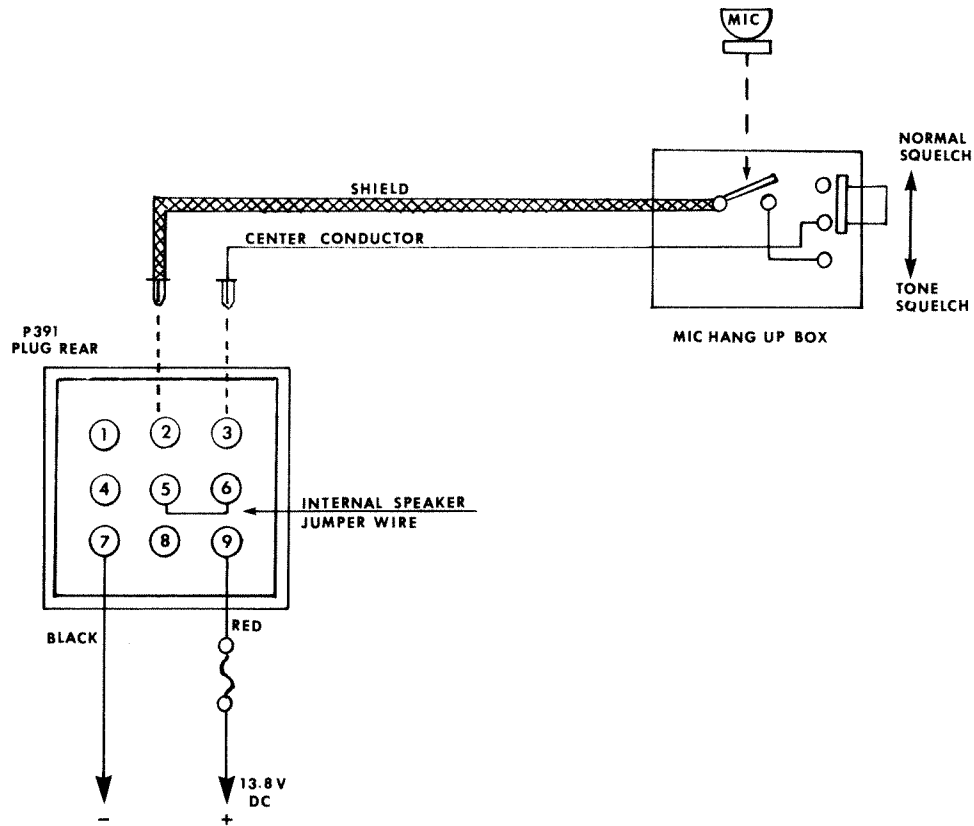 MIC
NORMAL
SQUELCH
SHIELD
CENTER CONDUCTOR
TONE
SQUELCH
MIC HANG UP BOX
P391
PLUG REAR
1 2 3
4 5 6
INTERNAL SPEAKER
JUMPER WIRE
7 8 9
BLACK
RED
13.8 V
DC
- +